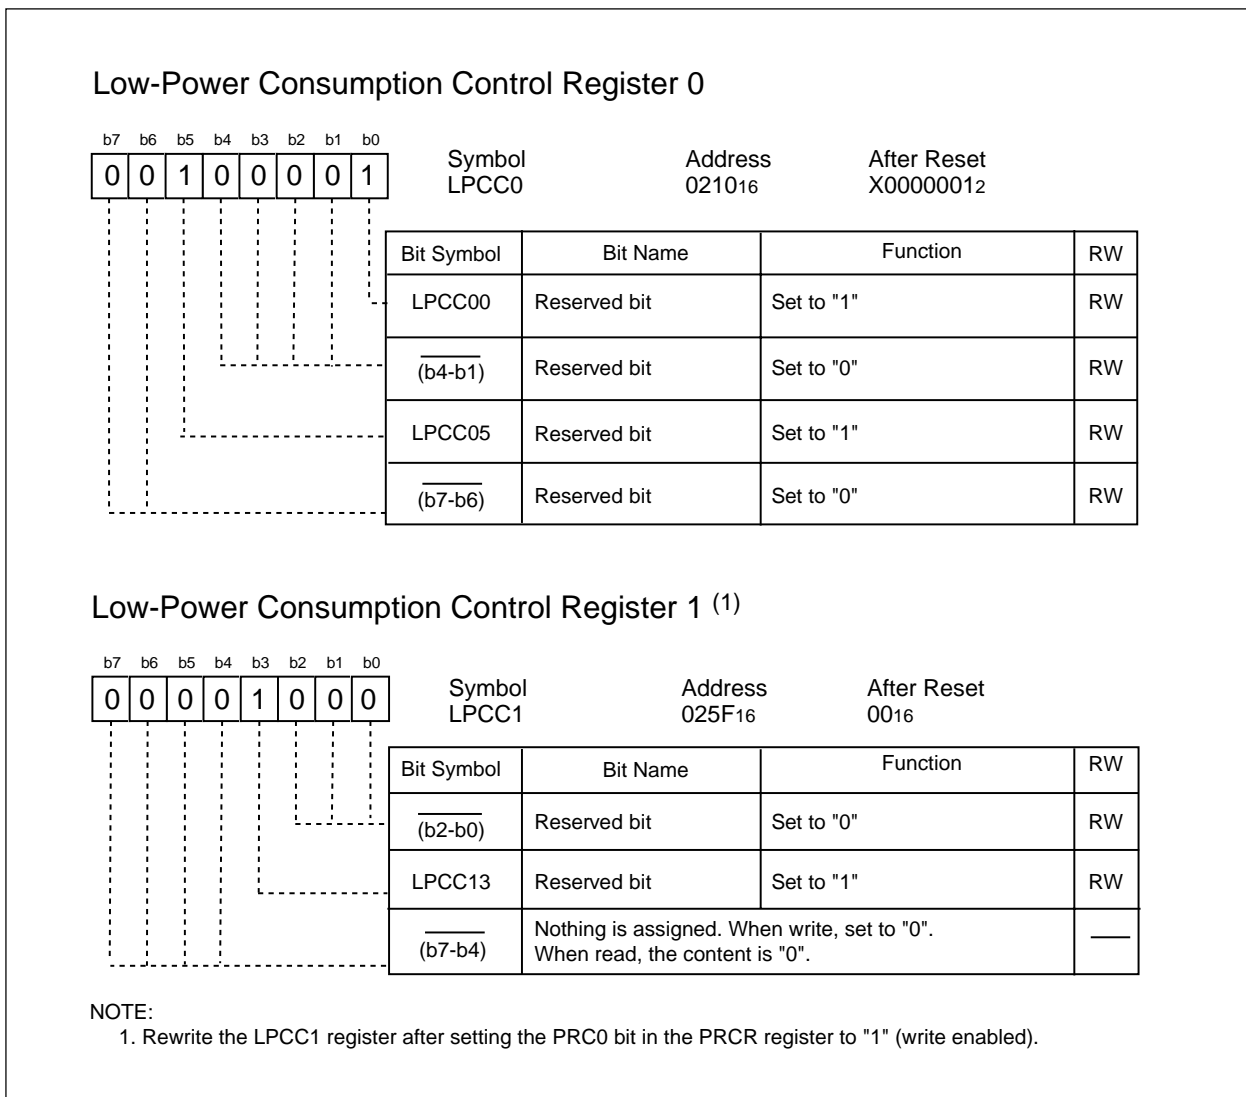 Low-Power Consumption Control Register 0
b7 b6 b5 b4 b3 b2 b1 b0
0 0 1 0 0 0 0 1
Symbol Address After Reset
LPCC0 021016 X00000012
Bit Symbol Bit Name Function RW
LPCC00 Reserved bit Set to "1" RW
(b4-b1) Reserved bit Set to "0" RW
LPCC05 Reserved bit Set to "1" RW
(b7-b6) Reserved bit Set to "0" RW
Low-Power Consumption Control Register 1 (1)
b7 b6 b5 b4 b3 b2 b1 b0
0 0 0 0 1 0 0 0
Symbol Address After Reset
LPCC1 025F16 0016
Bit Symbol Bit Name Function RW
(b2-b0) Reserved bit Set to "0" RW
LPCC13 Reserved bit Set to "1" RW
(b7-b4) Nothing is assigned. When write, set to "0".
When read, the content is "0".
NOTE:
1. Rewrite the LPCC1 register after setting the PRC0 bit in the PRCR register to "1" (write enabled).